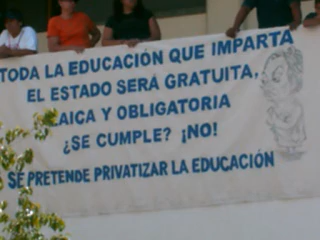 TODA LA EDUCACIÓN QUE IMPARTA
EL ESTADO SERÁ GRATUITA,
LAICA Y OBLIGATORIA
¿SE CUMPLE? ¡NO!
SE PRETENDE PRIVATIZAR LA EDUCACIÓN